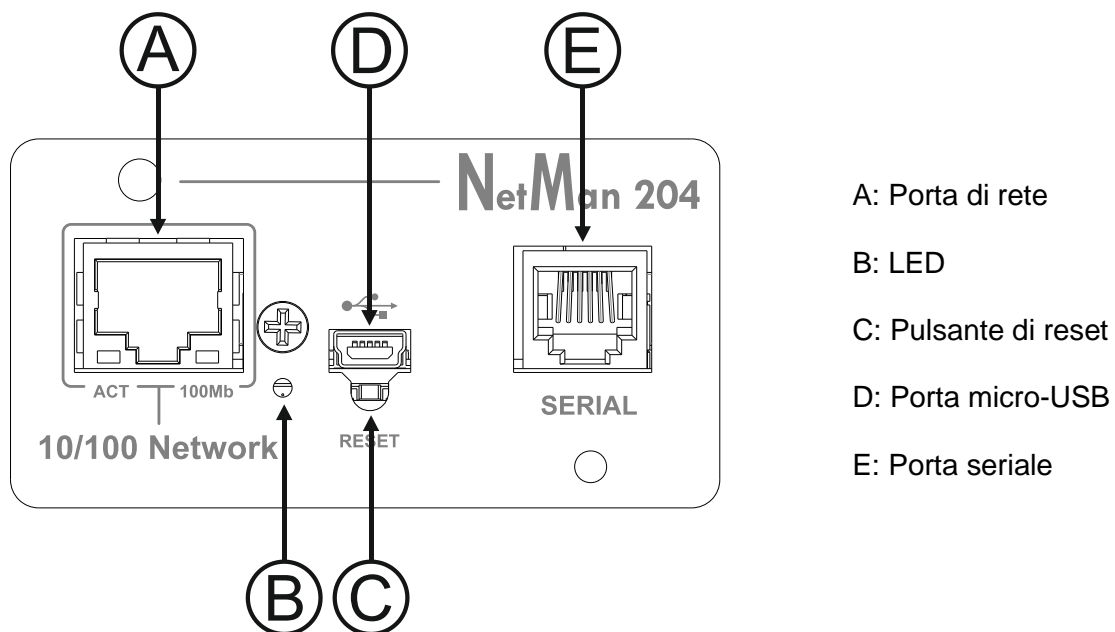 A
D
E
NetMan 204
ACT
100Mb
10/100 Network
RESET
SERIAL
B
C
A: Porta di rete
B: LED
C: Pulsante di reset
D: Porta micro-USB
E: Porta seriale